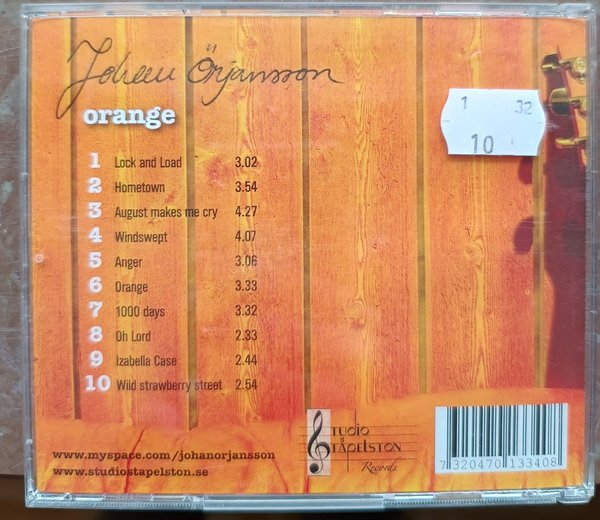 Johan Örjansson
orange
1 32
10
1 Lock and Load 3.02
2 Hometown 3.54
3 August makes me cry 4.27
4 Windswept 4.07
5 Anger 3.06
6 Orange 3.33
7 1000 days 3.32
8 Oh Lord 2.33
9 Izabella Case 2.44
10 Wild strawberry street 2.54
www.myspace.com/johanorjansson
www.studiostapelston.se
STUDIO
STAPELSTON
Records
7 320470 133408